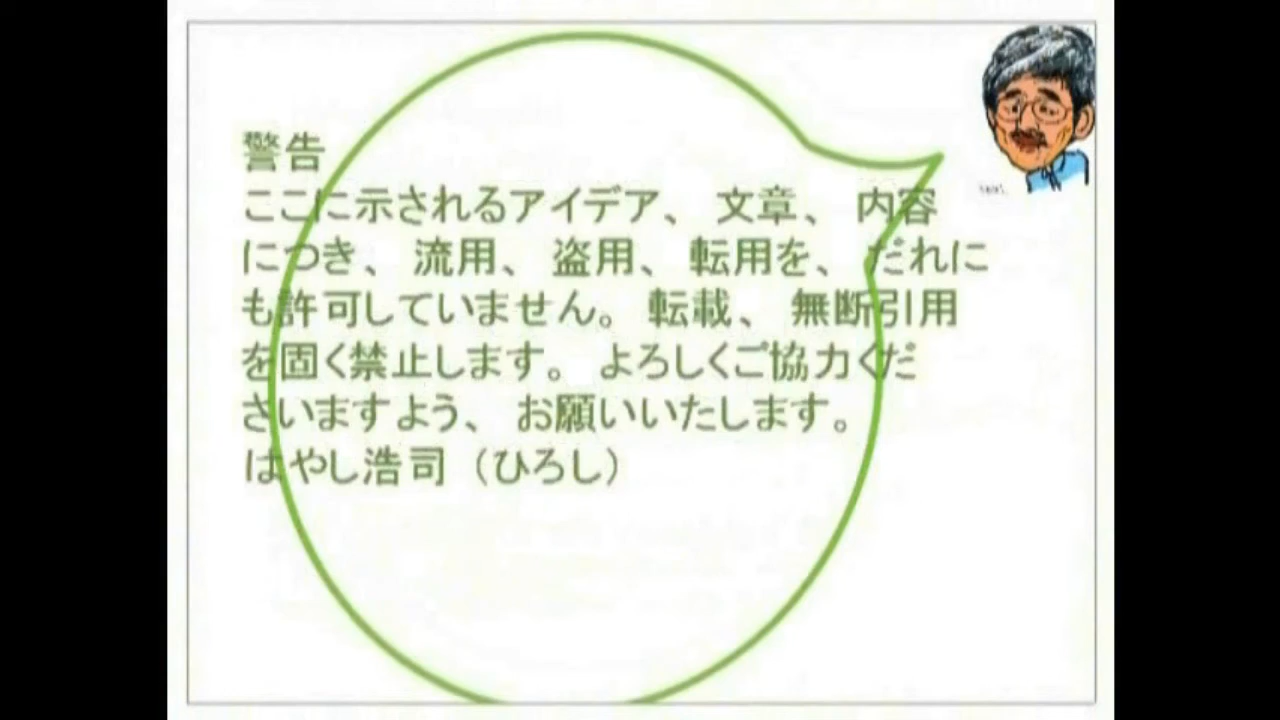 警告
ここに示されるアイデア、文章、内容
につき、流用、盗用、転用を、だれに
も許可していません。転載、無断引用
を固く禁止します。よろしくご協力くだ
さいますよう、お願いいたします。
はやし浩司（ひろし）